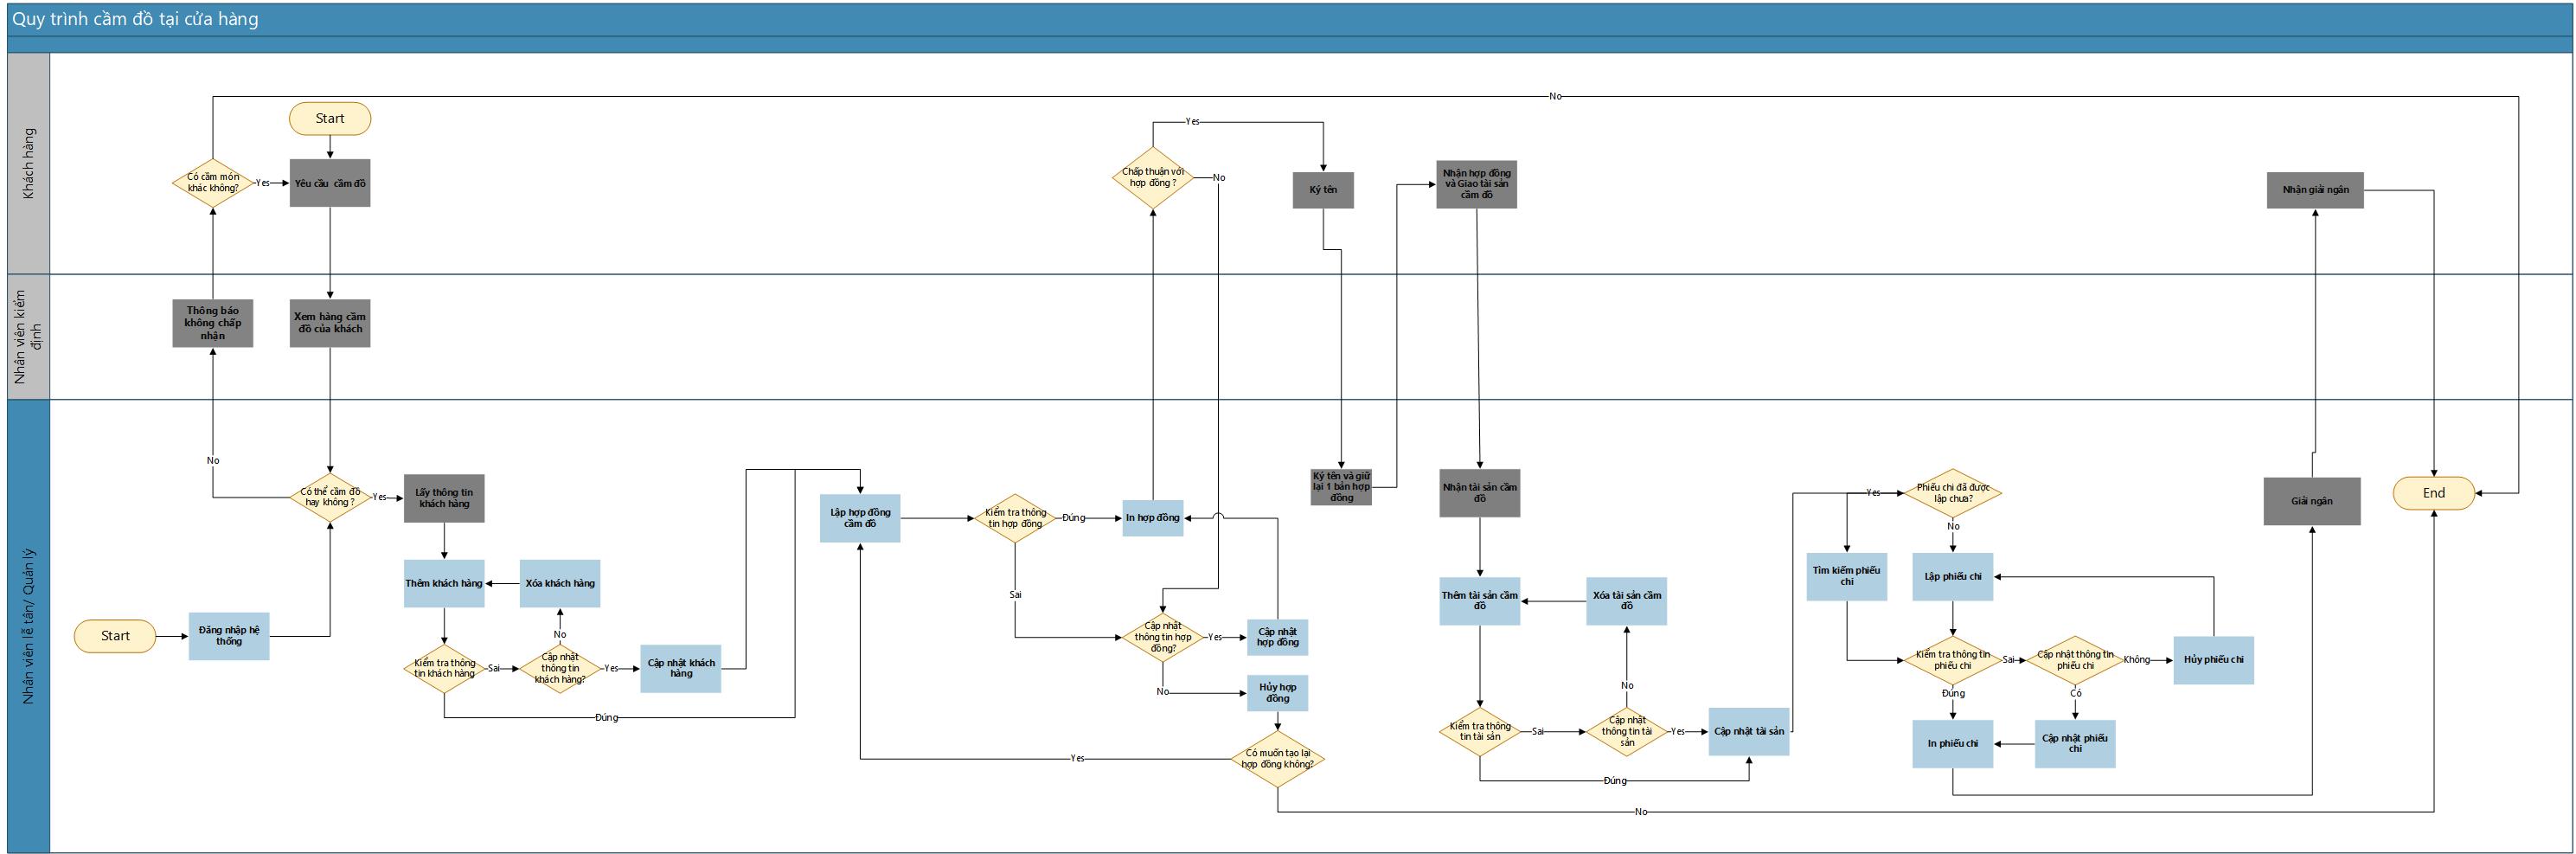 Quy trình cầm đồ tại cửa hàng
Khách hàng
No
Start
Có cầm món
khác không?
Yes
Yêu cầu cầm đồ
Chấp thuận với
hợp đồng ?
Yes
No
Ký tên
Nhận hợp đồng
và Giao tài sản
cầm đồ
Nhận giải ngân
Nhân viên kiểm
định
Thông báo
không chấp
nhận
Xem hàng cầm
đồ của khách
Nhân viên lễ tân/ Quản lý
No
Có thể cầm đồ
hay không ?
Yes
Lấy thông tin
khách hàng
Start
Đăng nhập hệ
thống
Thêm khách hàng
Xóa khách hàng
No
Kiểm tra thông
tin khách hàng
Sai
Cập nhật
thông tin
khách hàng?
Yes
Cập nhật khách
hàng
Đúng
Lập hợp đồng
cầm đồ
Kiểm tra thông
tin hợp đồng
Đúng
In hợp đồng
Sai
Cập nhật
thông tin hợp
đồng?
Yes
Cập nhật
hợp đồng
No
Hủy hợp
đồng
Có muốn tạo lại
hợp đồng không?
Yes
No
Ký tên và giữ
lại 1 bản hợp
đồng
Nhận tài sản cầm
đồ
Thêm tài sản cầm
đồ
Xóa tài sản cầm
đồ
No
Kiểm tra thông
tin tài sản
Sai
Cập nhật
thông tin tài
sản
Yes
Cập nhật tài sản
Đúng
Yes
Phiếu chi đã được
lập chưa?
No
Tìm kiếm phiếu
chi
Lập phiếu chi
Kiểm tra thông tin
phiếu chi
Sai
Cập nhật thông tin
phiếu chi
Không
Hủy phiếu chi
Đúng
Có
In phiếu chi
Cập nhật phiếu
chi
Giải ngân
End